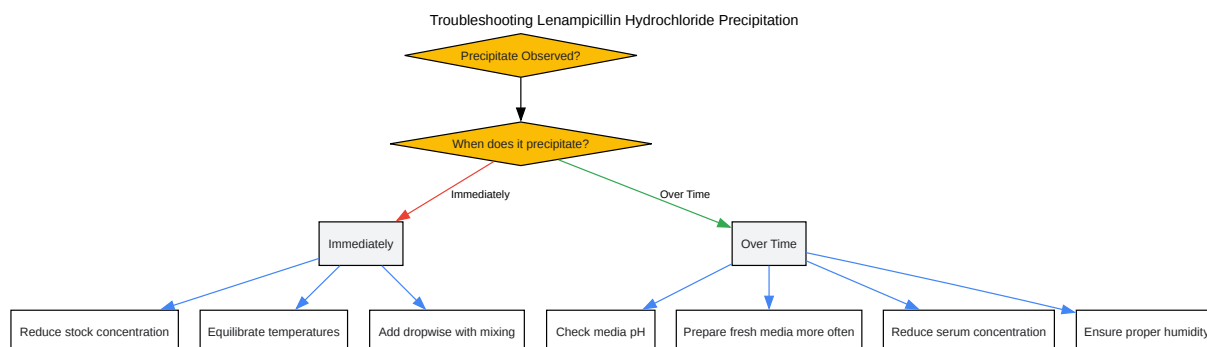 Troubleshooting Lenampicillin Hydrochloride Precipitation
Precipitate Observed?
When does it precipitate?
Immediately
Over Time
Immediately
Over Time
Reduce stock concentration
Equilibrate temperatures
Add dropwise with mixing
Check media pH
Prepare fresh media more often
Reduce serum concentration
Ensure proper humidity